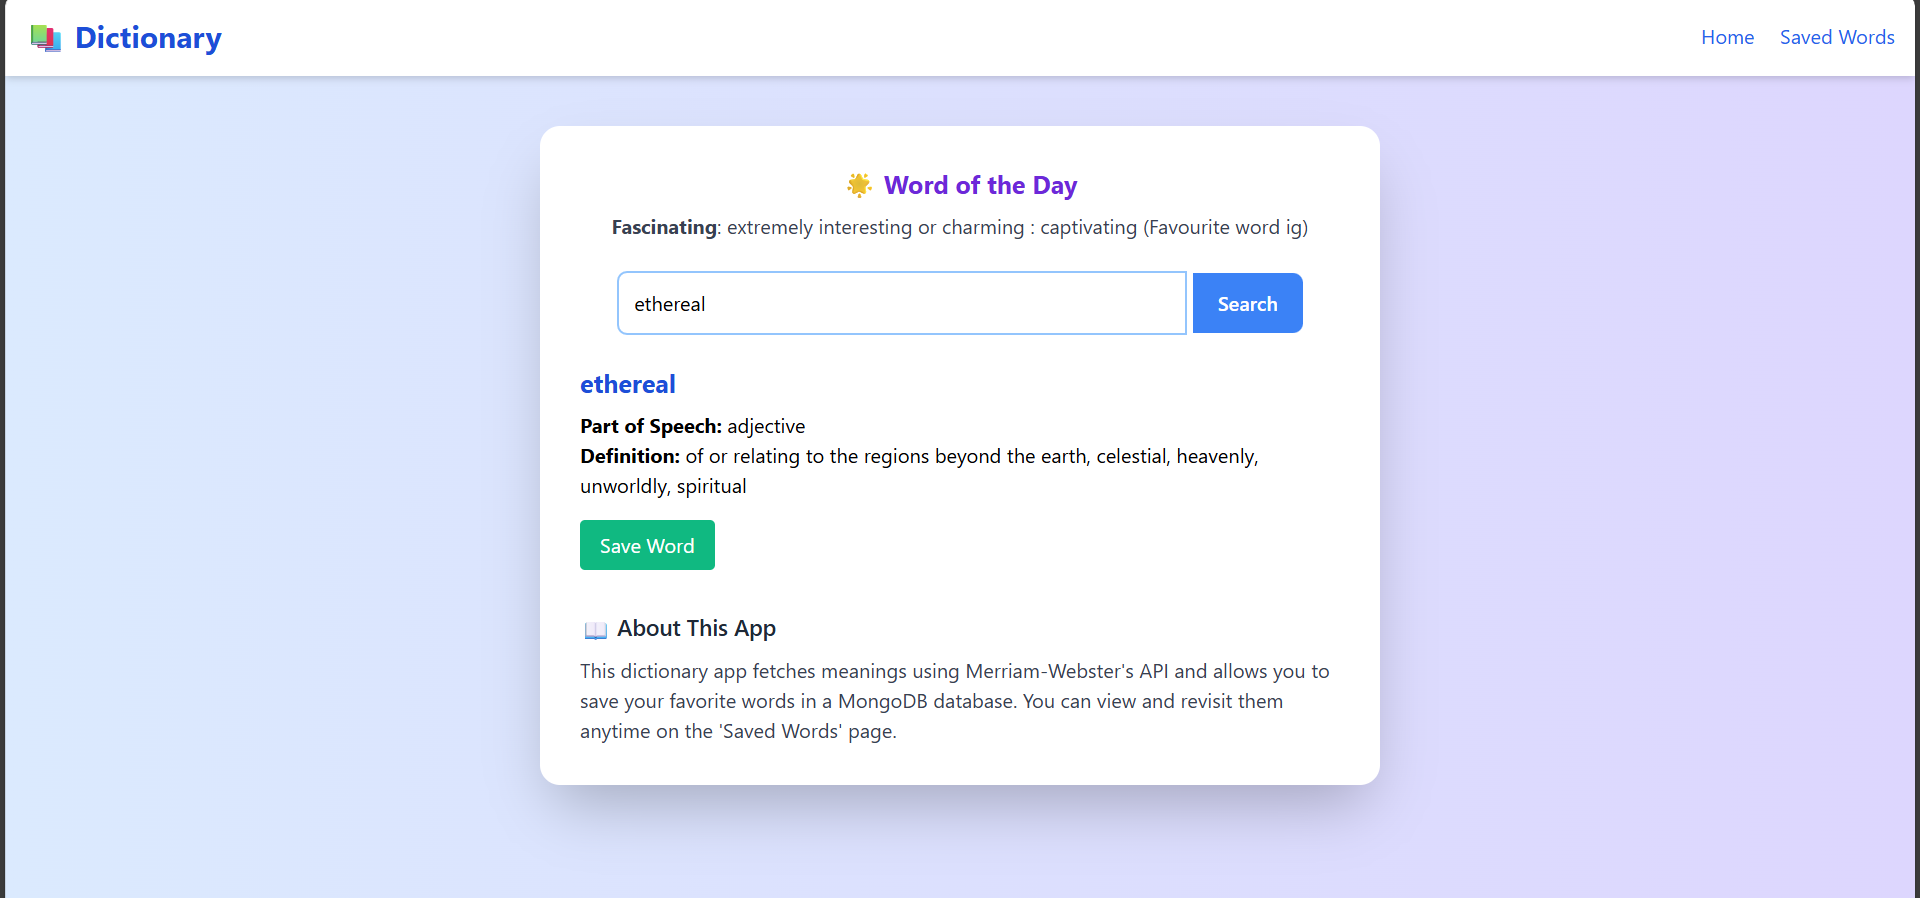 Dictionary
Home Saved Words
Word of the Day
Fascinating: extremely interesting or charming : captivating (Favourite word ig)
ethereal
Search
ethereal
Part of Speech: adjective
Definition: of or relating to the regions beyond the earth, celestial, heavenly,
unworldly, spiritual
Save Word
About This App
This dictionary app fetches meanings using Merriam-Webster's API and allows you to
save your favorite words in a MongoDB database. You can view and revisit them
anytime on the 'Saved Words' page.